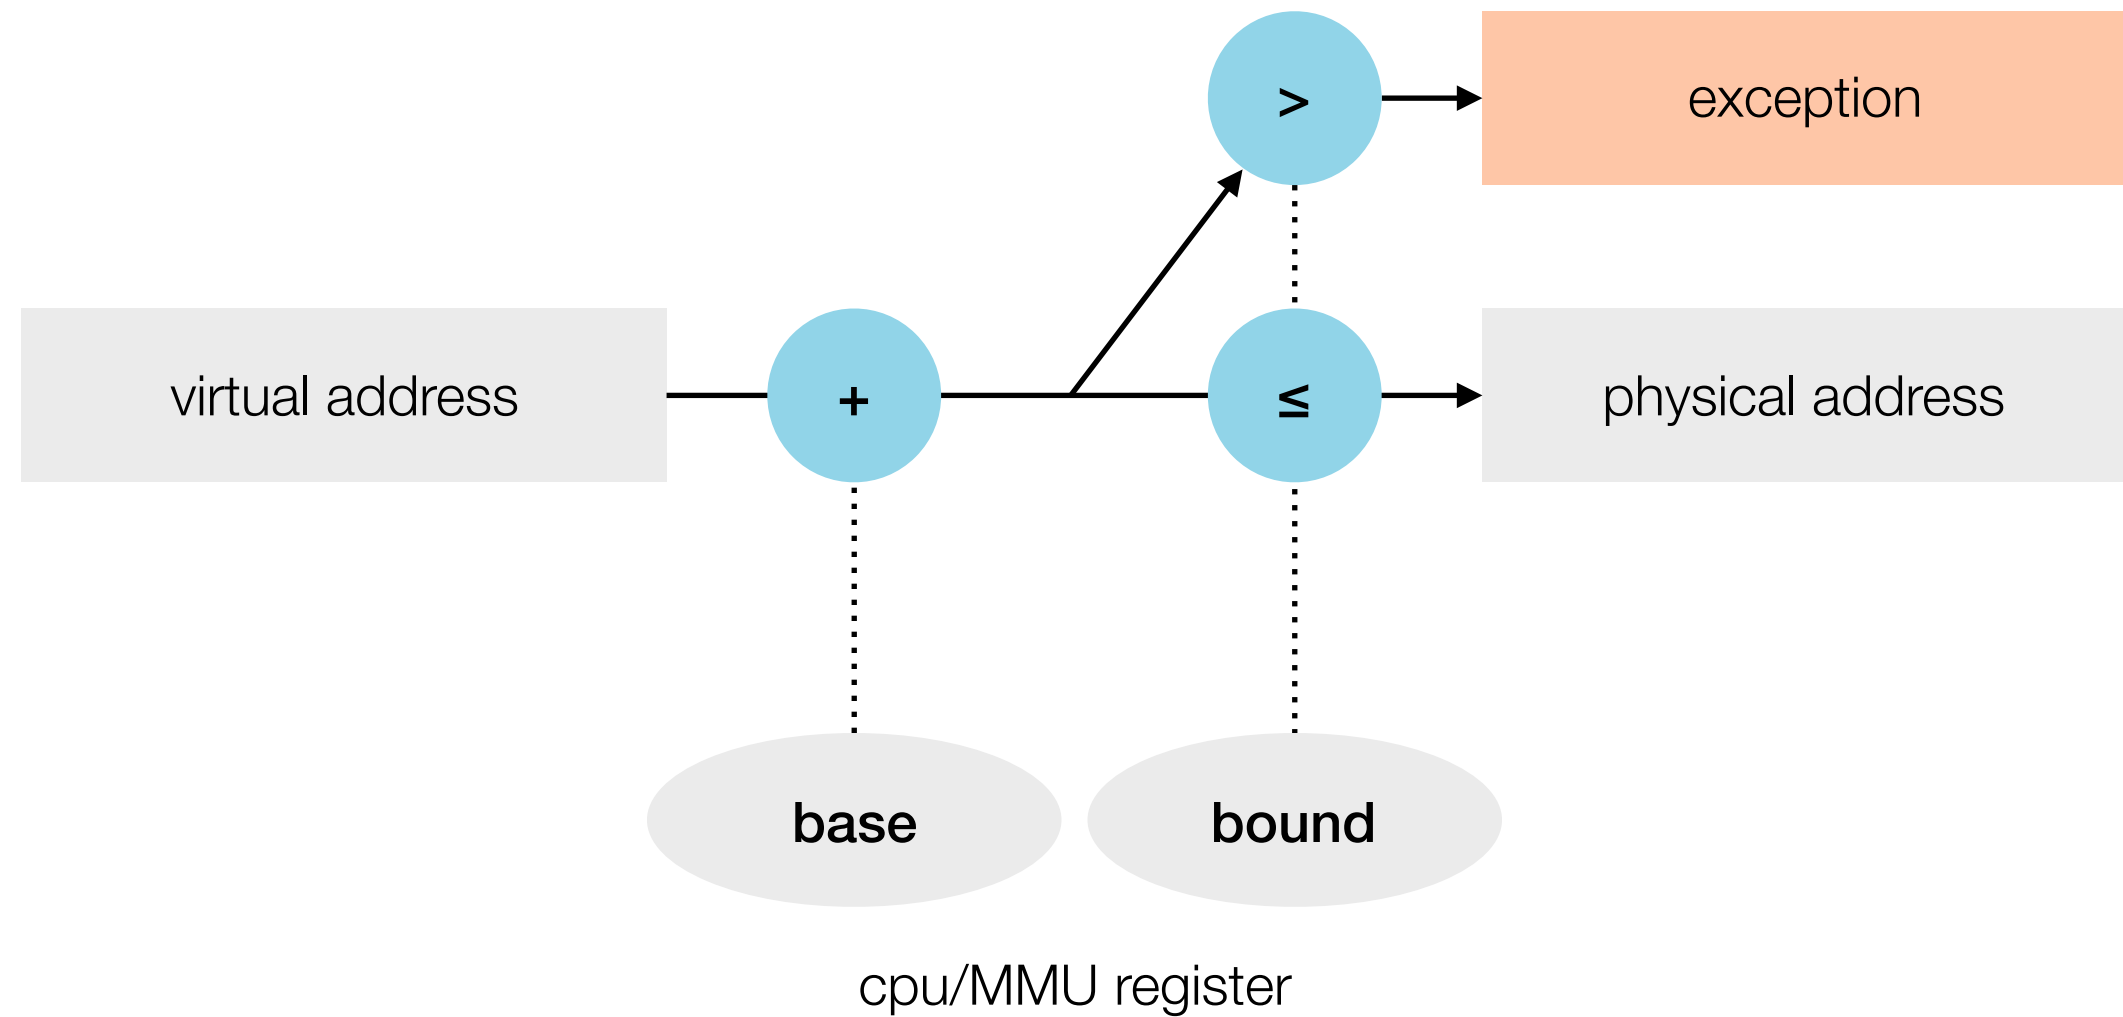 >
exception
virtual address
+
≤
physical address
base
bound
cpu/MMU register